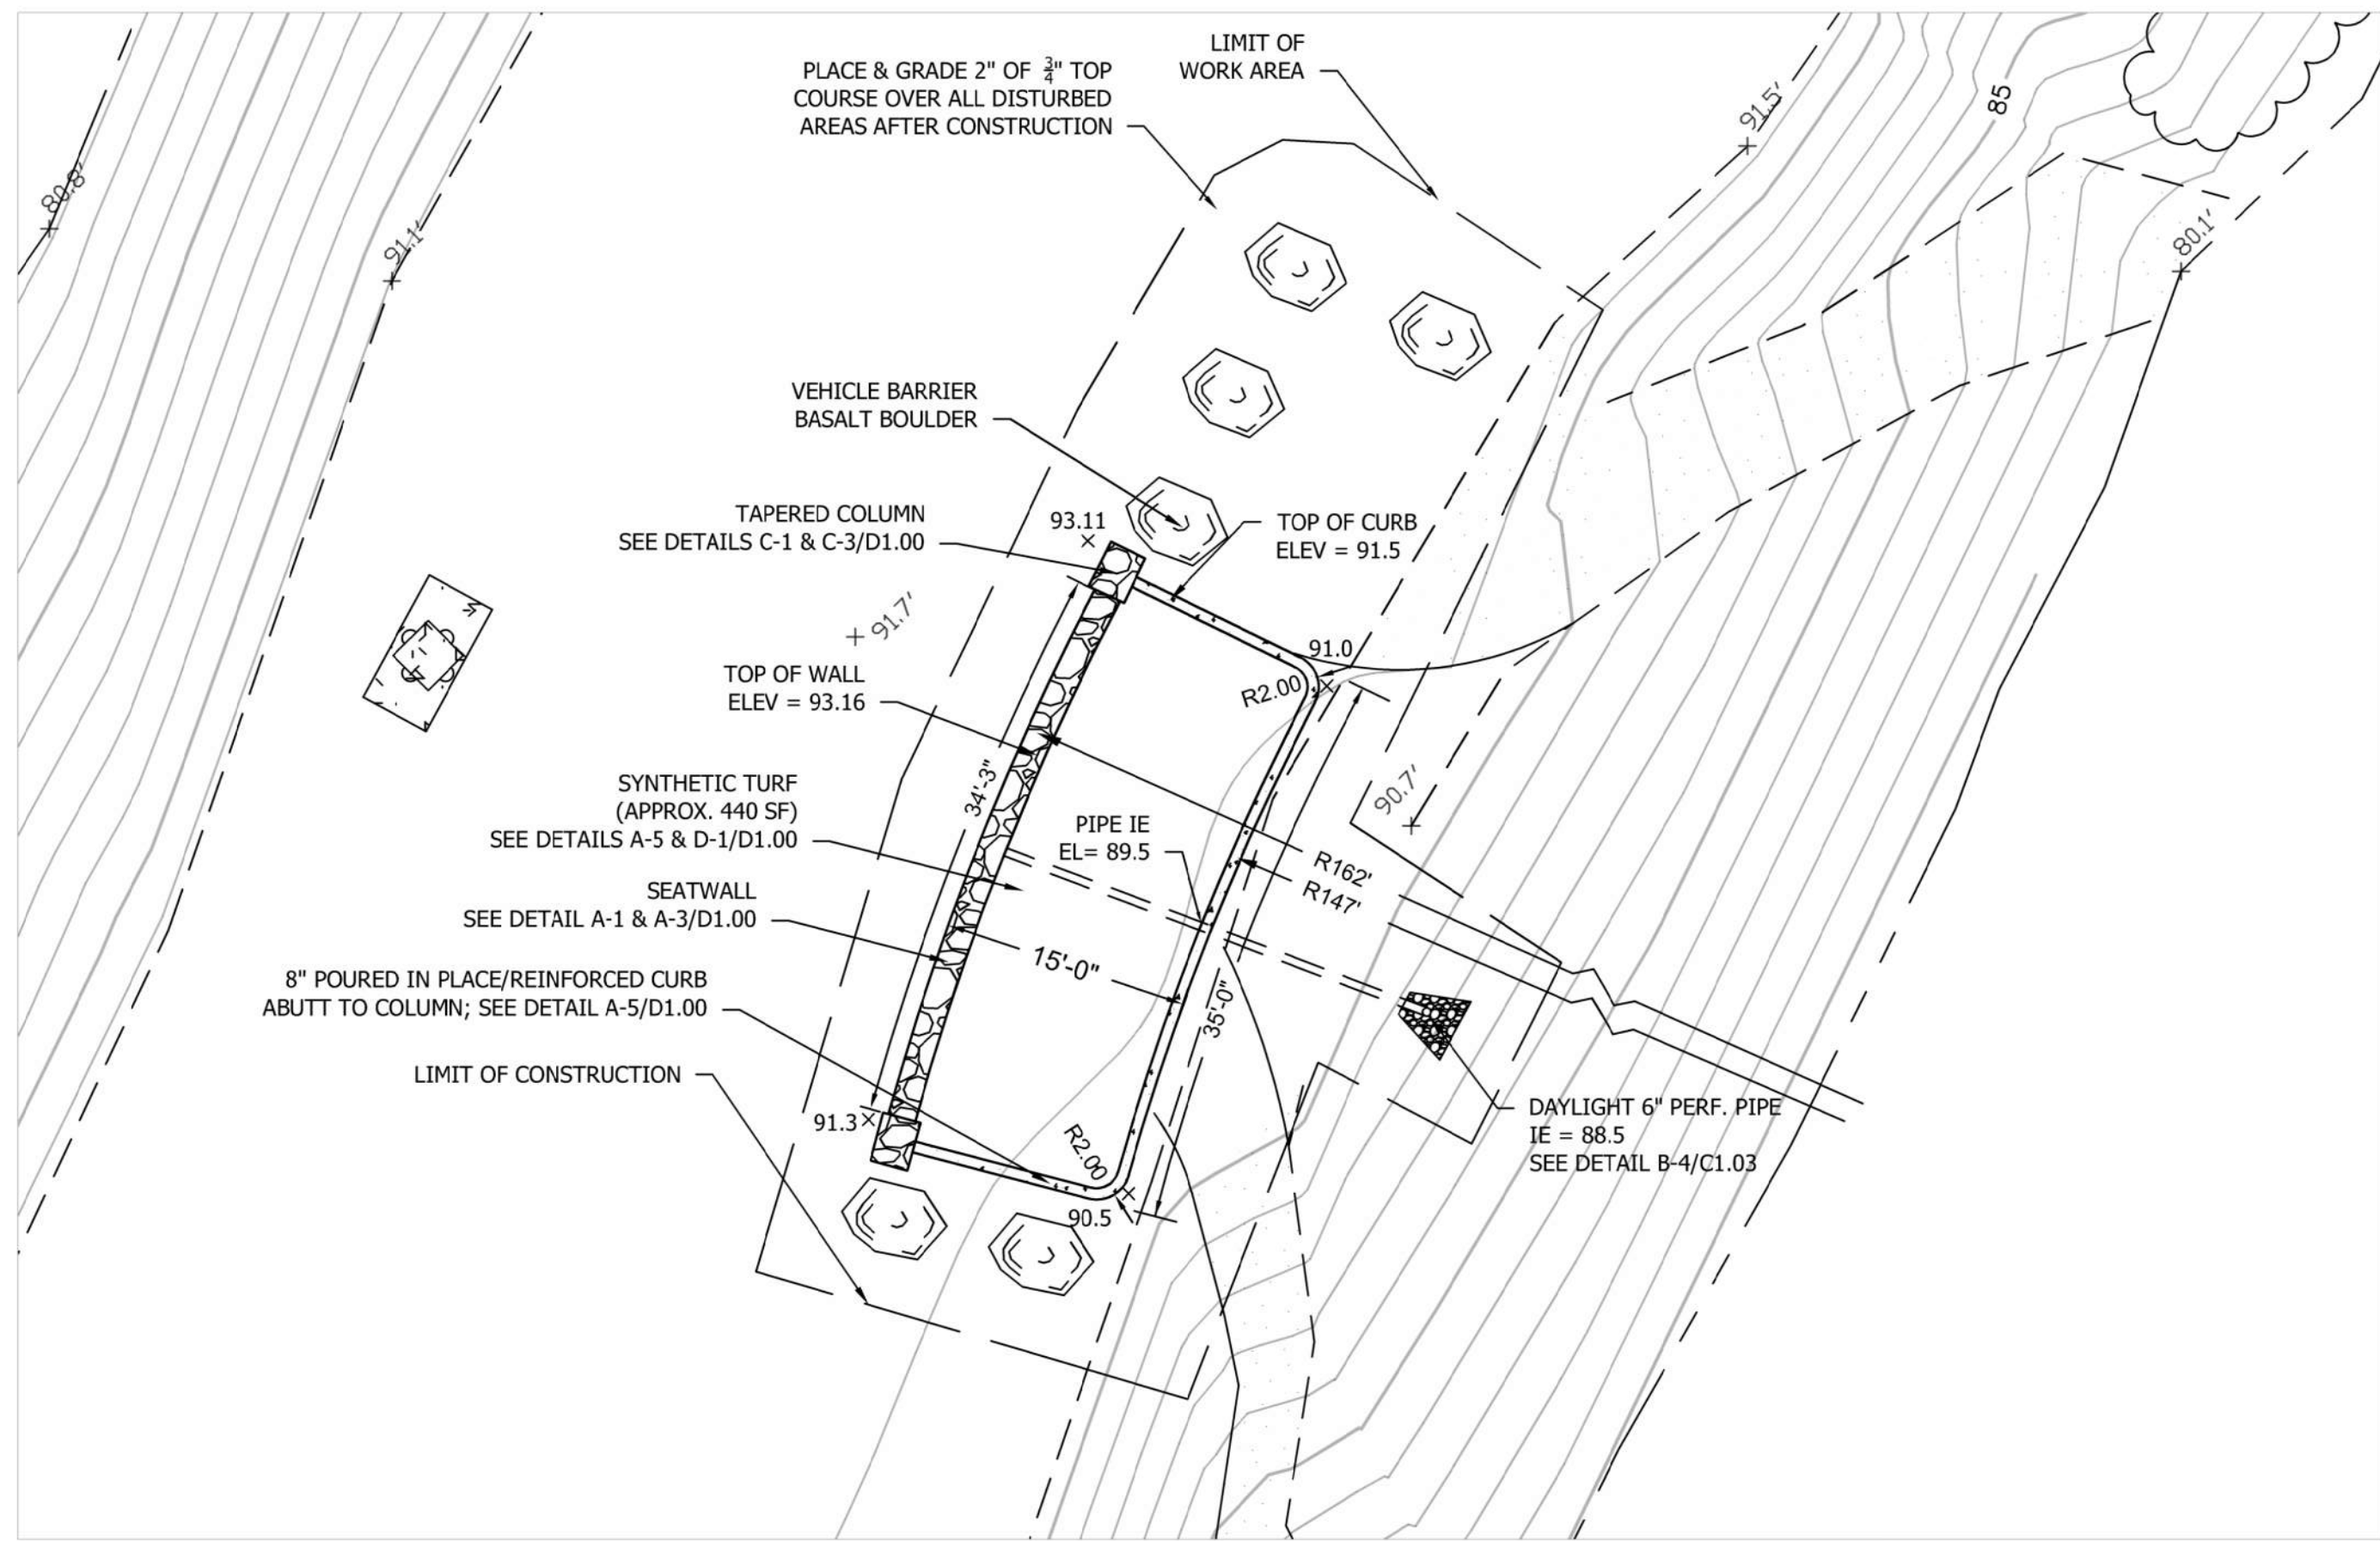 LIMIT OF
WORK AREA
PLACE & GRADE 2" OF 3/4" TOP
COURSE OVER ALL DISTURBED
AREAS AFTER CONSTRUCTION
91.5'
85
80.8'
91.1'
80.1'
VEHICLE BARRIER
BASALT BOULDER
TAPERED COLUMN
SEE DETAILS C-1 & C-3/D1.00
93.11
TOP OF CURB
ELEV = 91.5
91.7'
91.0
R2.00
TOP OF WALL
ELEV = 93.16
34'-3"
SYNTHETIC TURF
(APPROX. 440 SF)
SEE DETAILS A-5 & D-1/D1.00
PIPE IE
EL= 89.5
90.7'
R162'
R147'
SEATWALL
SEE DETAIL A-1 & A-3/D1.00
15'-0"
35'-0"
8" POURED IN PLACE/REINFORCED CURB
ABUTT TO COLUMN; SEE DETAIL A-5/D1.00
LIMIT OF CONSTRUCTION
91.3
R2.00
90.5
DAYLIGHT 6" PERF. PIPE
IE = 88.5
SEE DETAIL B-4/C1.03